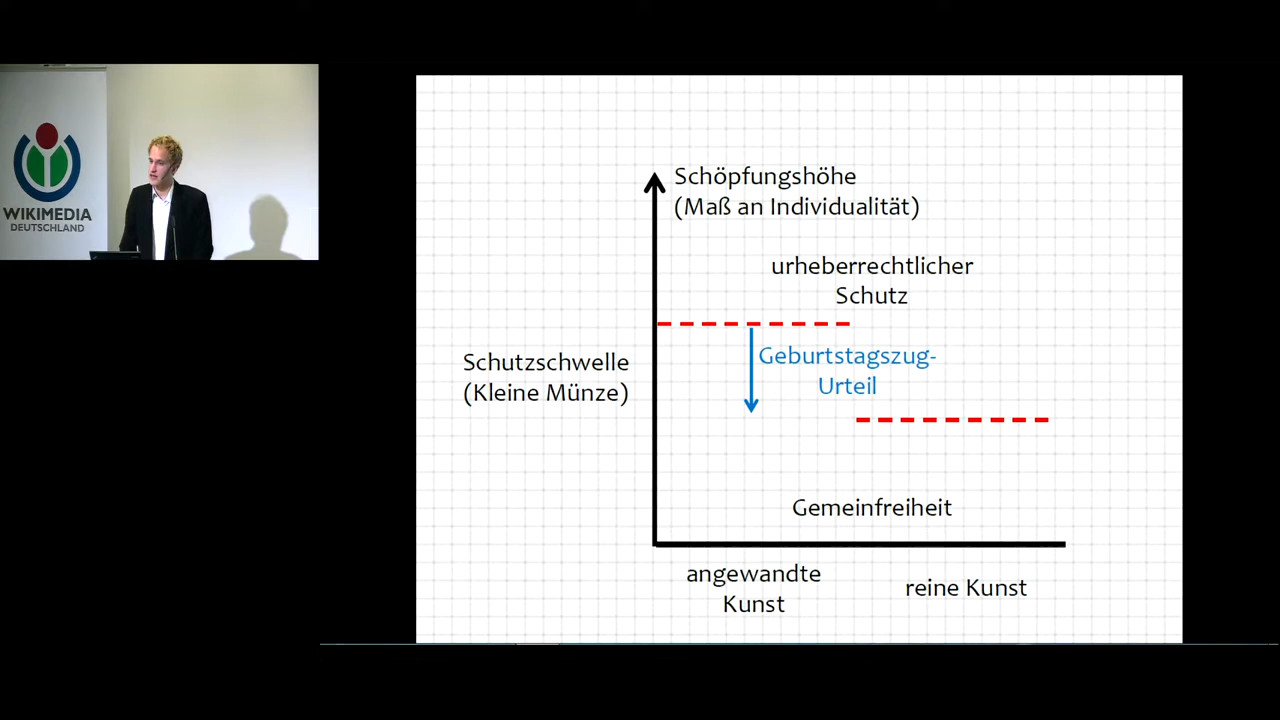 WIKIMEDIA
DEUTSCHLAND
Schöpfungshöhe
(Maß an Individualität)
urheberrechtlicher
Schutz
Schutzschwelle
(Kleine Münze)
Geburtstagszug-
Urteil
Gemeinfreiheit
angewandte
Kunst
reine Kunst